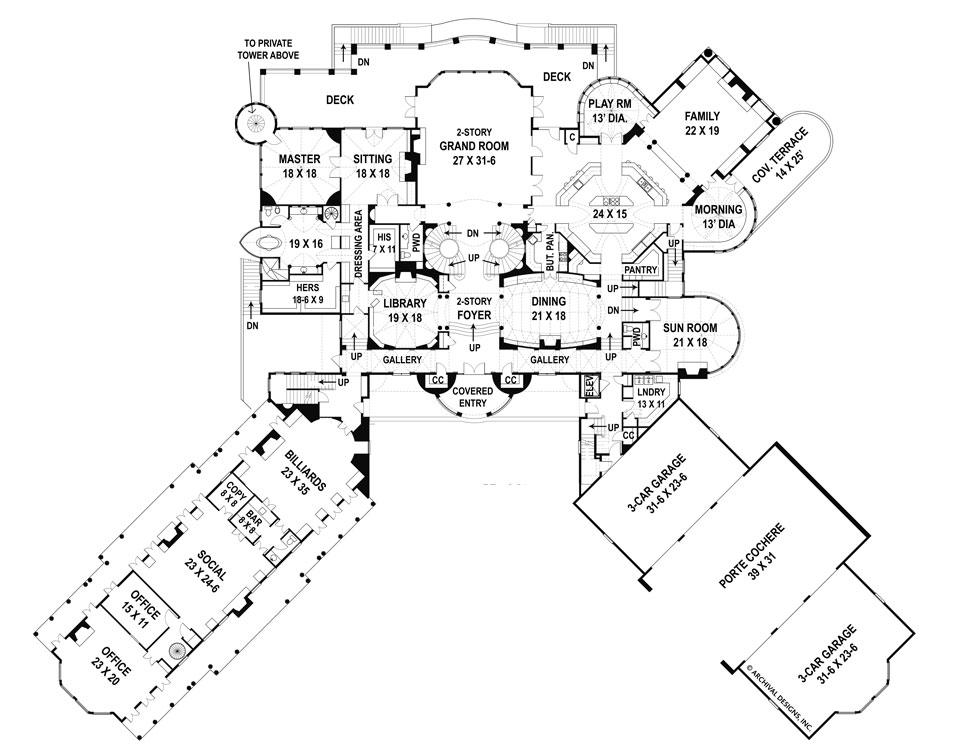 TO PRIVATE
TOWER ABOVE
DN
DN
DECK
DECK
PLAY RM
13' DIA.
FAMILY
22 X 19
COV. TERRACE
14 X 25'
2-STORY
GRAND ROOM
27 X 31-6
C
MASTER
18 X 18
SITTING
18 X 18
24 X 15
MORNING
13' DIA
UP
19 X 16
DRESSING AREA
HIS
7 X 11
PWD
DN
UP
BUT. PAN.
PANTRY
HERS
18-6 X 9
LIBRARY
19 X 18
2-STORY
FOYER
DINING
21 X 18
UP
DN
DN
SUN ROOM
21 X 18
PWD
UP
UP
UP
GALLERY
GALLERY
UP
CC
CC
COVERED
ENTRY
ELEV
LNDRY
13 X 11
UP
CC
BILLIARDS
23 X 35
COPY
8 X 8
BAR
8 X 8
SOCIAL
23 X 24-6
OFFICE
15 X 11
OFFICE
23 X 20
3-CAR GARAGE
31-6 X 23-6
PORTE COCHERE
39 X 31
3-CAR GARAGE
31-6 X 23-6
© ARCHIVAL DESIGNS, INC